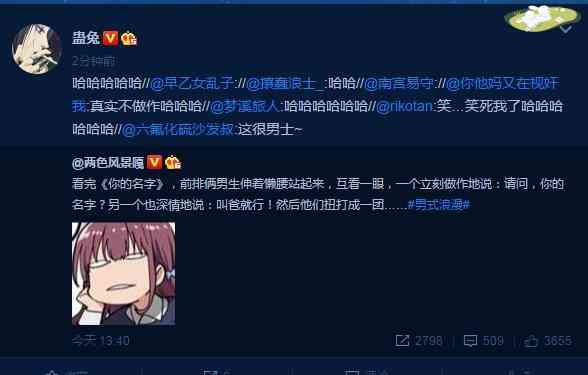 蛊兔
2分钟前
哈哈哈哈哈//@早乙女乱子://@攘蠢浪士_:哈哈//@南宫易守://@你他妈又在视奸
我:真实不做作哈哈哈//@梦溪旅人:哈哈哈哈哈哈//@rikotan:笑...笑死我了哈哈哈
哈哈哈哈//@六氟化硫沙发叔:这很男士~
@两色风景
看完《你的名字》，前排俩男生伸着懒腰站起来，互看一眼，一个立刻做作地说：请问，你的
名字？另一个也深情地说：叫爸就行！然后他们扭打成一团……#男式浪漫#
今天 13:40
2798
509
3655